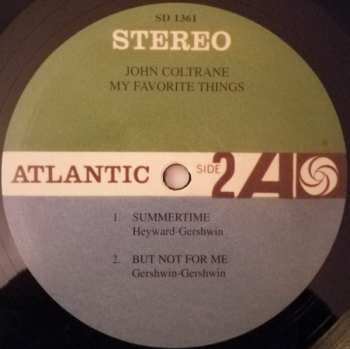 SD 1361
STEREO
JOHN COLTRANE
MY FAVORITE THINGS
ATLANTIC SIDE 2 A
1. SUMMERTIME
Heyward-Gershwin
2. BUT NOT FOR ME
Gershwin-Gershwin